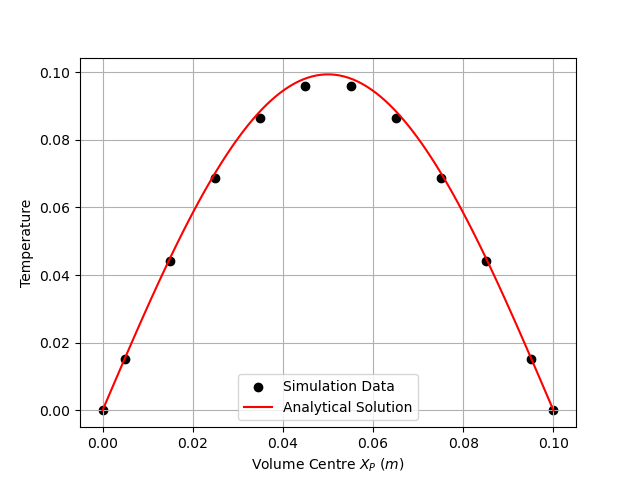 0.10
0.08
0.06
0.04
0.02
0.00
Temperature
Simulation Data
Analytical Solution
0.00 0.02 0.04 0.06 0.08 0.10
Volume Centre X_P (m)